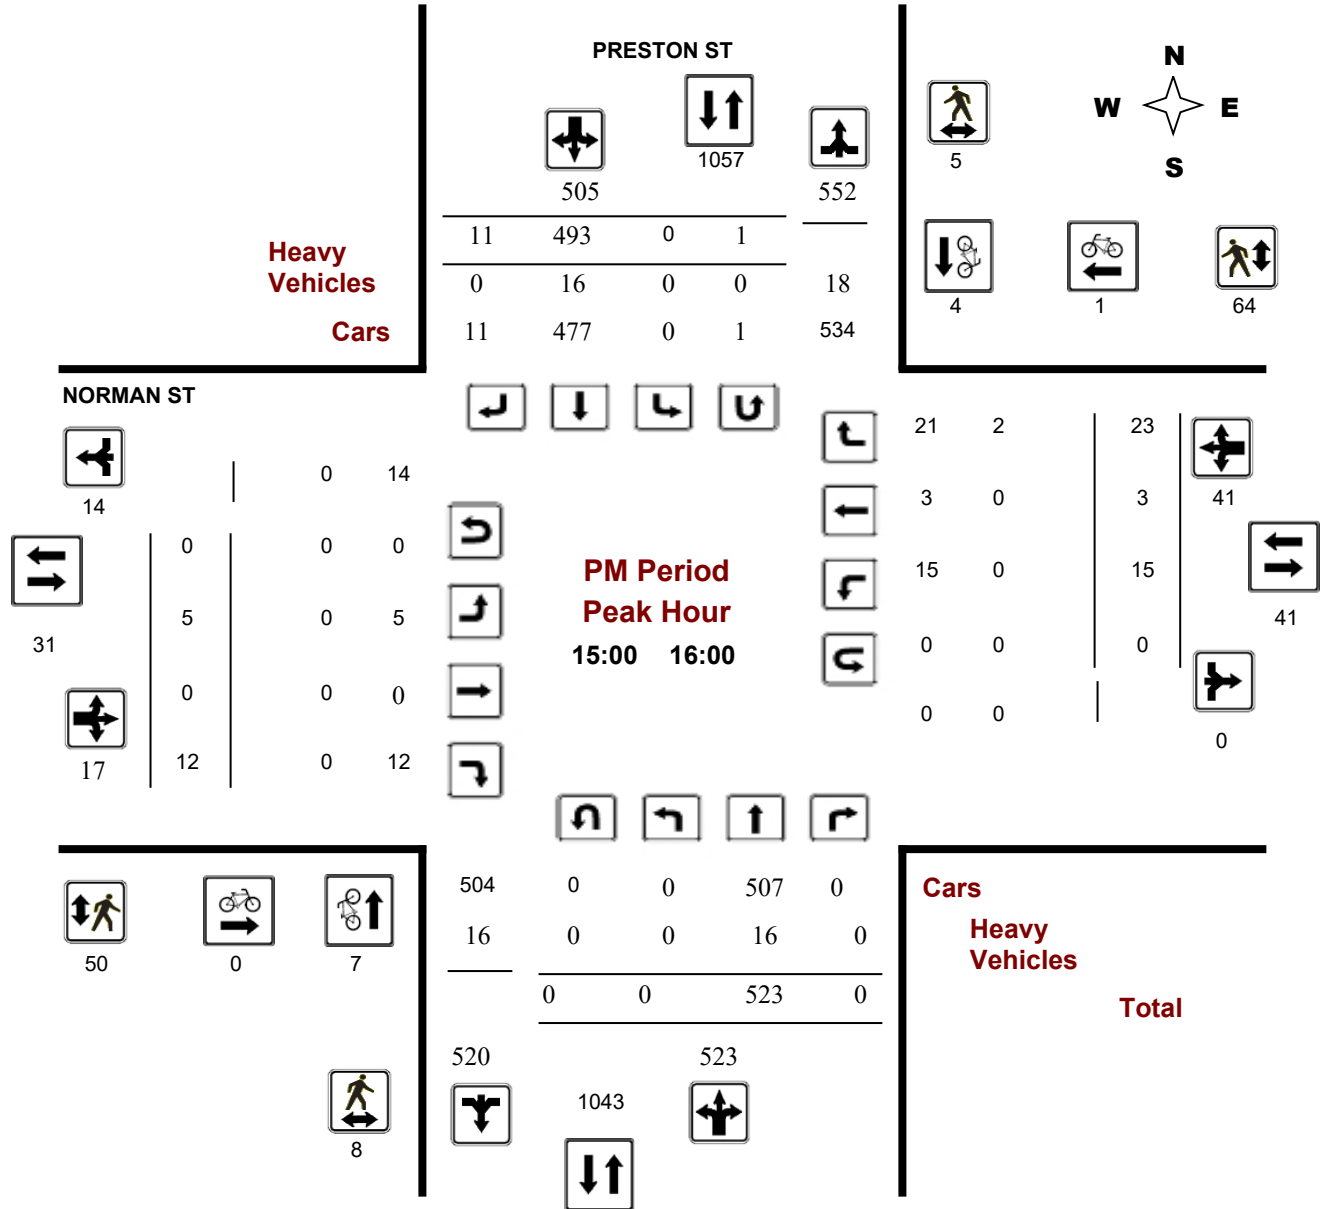 PRESTON ST
N
W E
S
1057
5
505
552
11 493 0 1
Heavy
Vehicles
0 16 0 0 18
4 1 64
Cars
11 477 0 1 534
NORMAN ST
21 2 23
0 14
14
3 0 3
41
0 0 0
PM Period
15 0 15
Peak Hour
5 0 5
41
31
15:00 16:00
0 0 0
0 0 0
0 0
0
17
12 0 12
504 0 0 507 0
Cars
16 0 0 16 0
Heavy
Vehicles
50 0 7
0 0 523 0
Total
520 523
1043
8